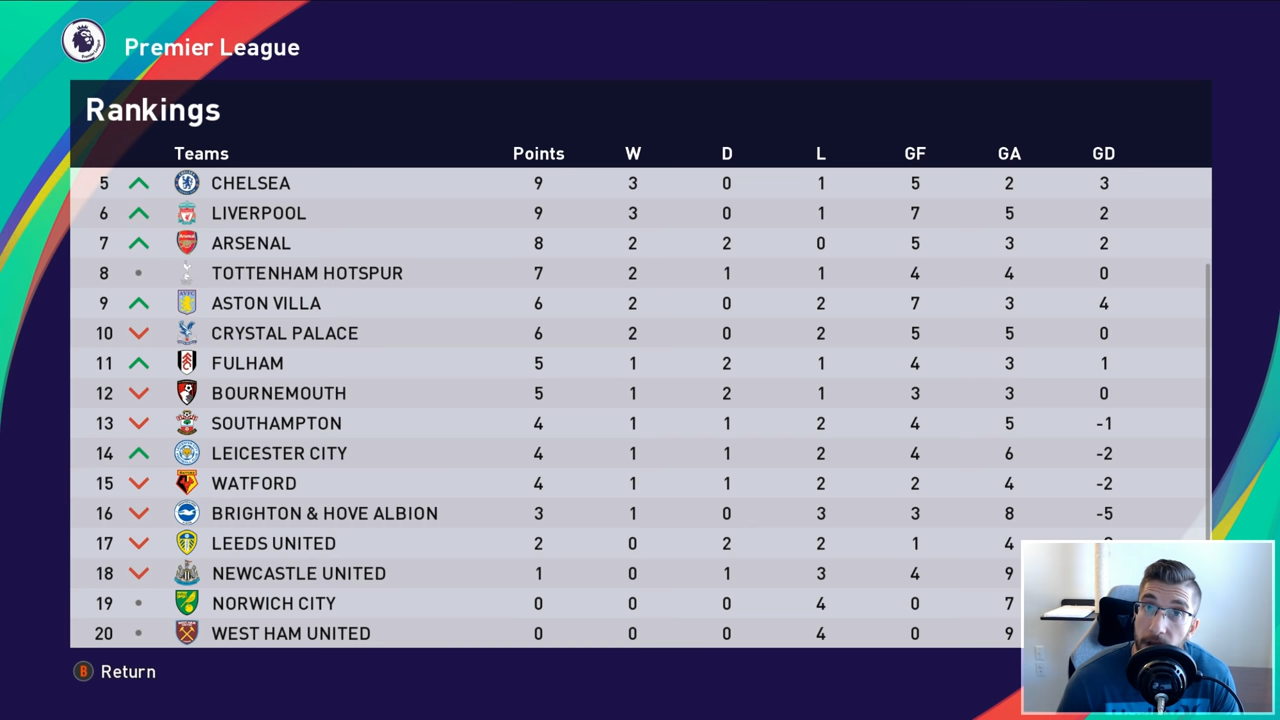 Premier League
Rankings
Teams Points W D L GF GA GD
5 CHELSEA 9 3 0 1 5 2 3
6 LIVERPOOL 9 3 0 1 7 5 2
7 ARSENAL 8 2 2 0 5 3 2
8 TOTTENHAM HOTSPUR 7 2 1 1 4 4 0
9 ASTON VILLA 6 2 0 2 7 3 4
10 CRYSTAL PALACE 6 2 0 2 5 5 0
11 FULHAM 5 1 2 1 4 3 1
12 BOURNEMOUTH 5 1 2 1 3 3 0
13 SOUTHAMPTON 4 1 1 2 4 5 -1
14 LEICESTER CITY 4 1 1 2 4 6 -2
15 WATFORD 4 1 1 2 2 4 -2
16 BRIGHTON & HOVE ALBION 3 1 0 3 3 8 -5
17 LEEDS UNITED 2 0 2 2 1 4
18 NEWCASTLE UNITED 1 0 1 3 4 9
19 NORWICH CITY 0 0 0 4 0 7
20 WEST HAM UNITED 0 0 0 4 0 9
B Return